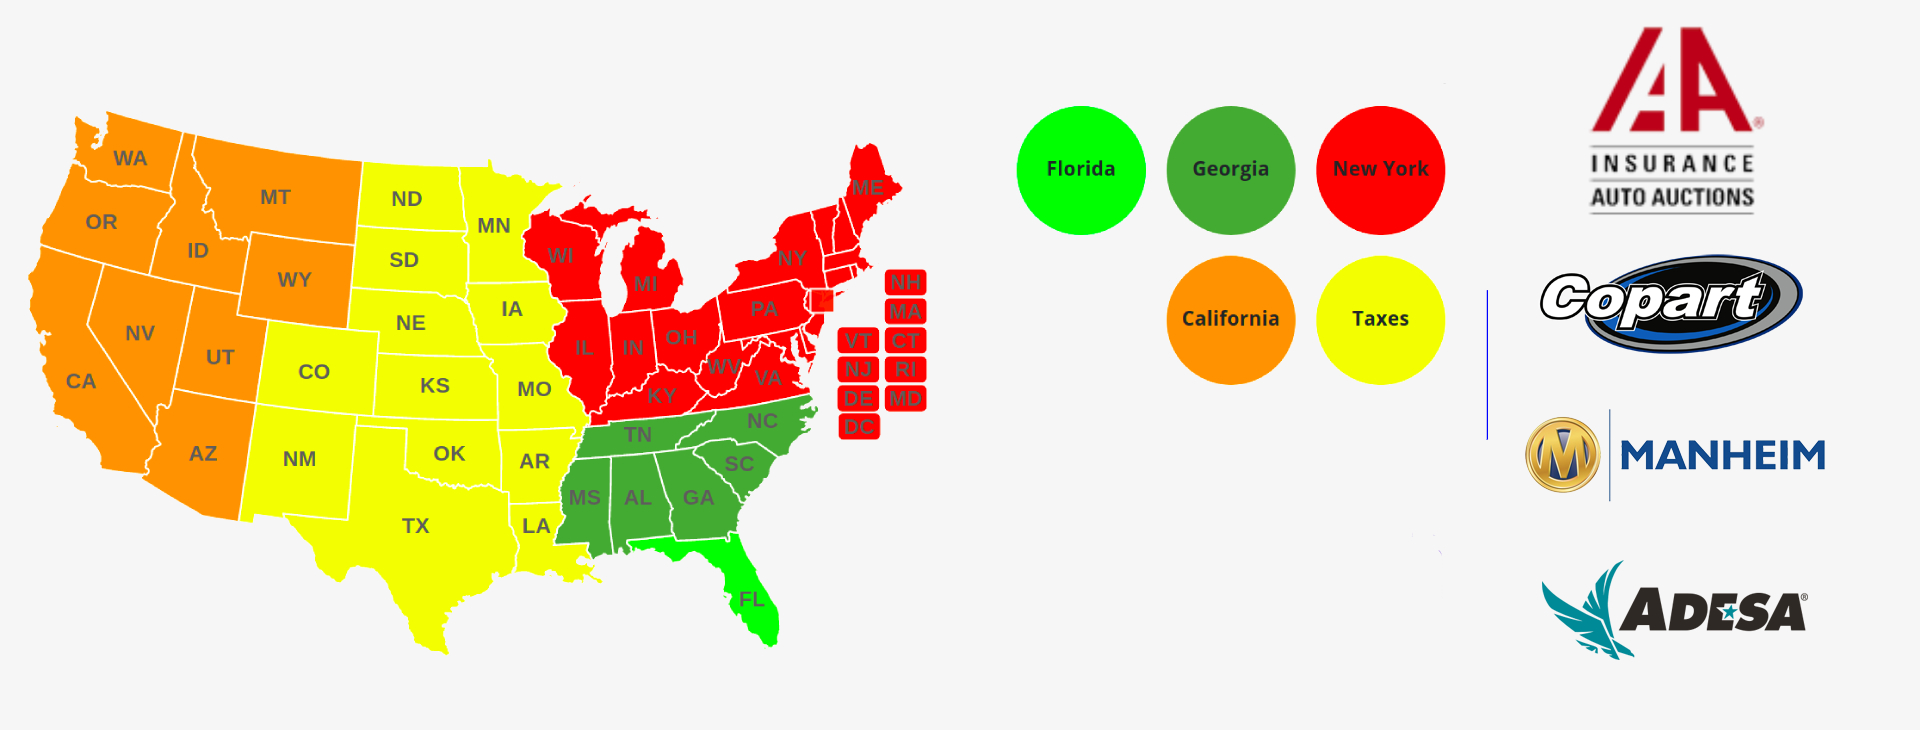 WA
MT
ND
MN
OR
ID
WY
SD
WI
MI
NY
ME
NV
UT
CA
AZ
CO
NE
IA
KS
MO
IL
IN
OH
PA
WV
VA
KY
NM
OK
AR
TX
LA
TN
NC
SC
MS
AL
GA
FL
NH
MA
VT CT
NJ RI
DE MD
DC
Florida
Georgia
New York
California
Taxes
IAA®
INSURANCE
AUTO AUCTIONS
Copart
M MANHEIM
ADESA®